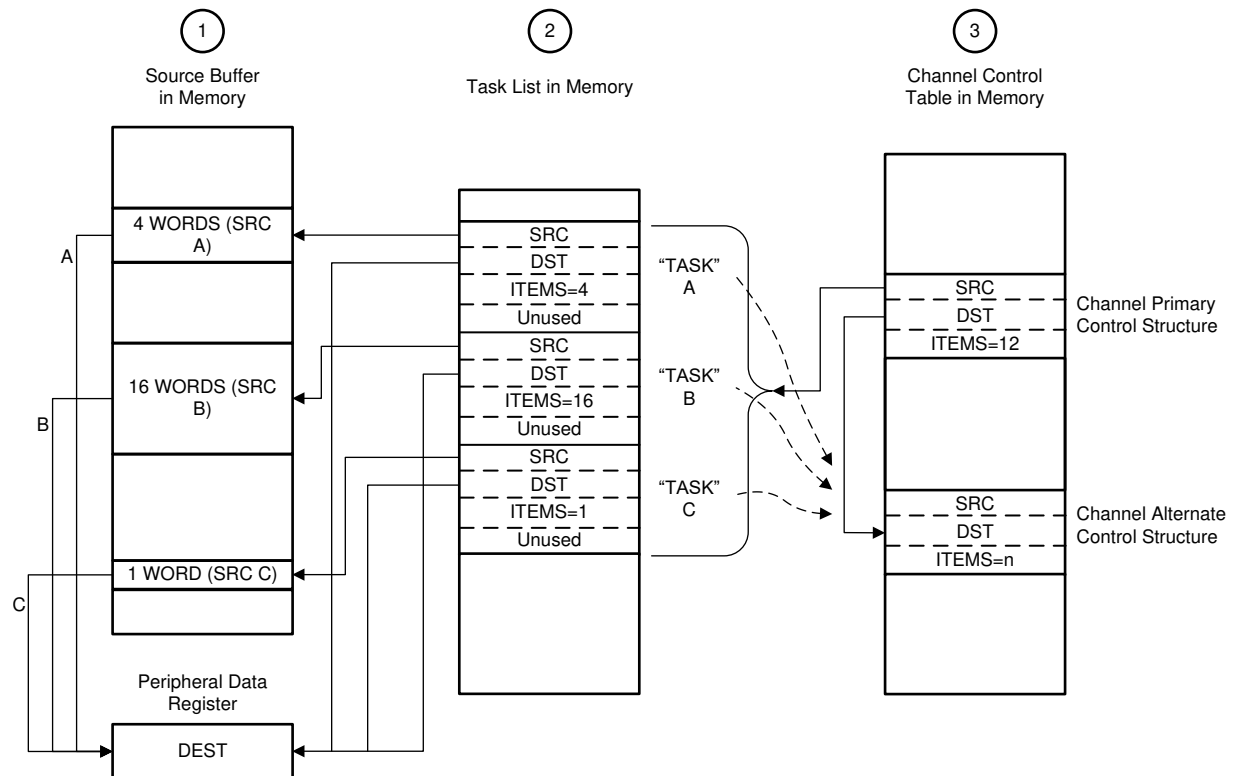 1
Source Buffer
in Memory
2
Task List in Memory
3
Channel Control
Table in Memory
4 WORDS (SRC
A)
A
16 WORDS (SRC
B)
B
1 WORD (SRC C)
C
Peripheral Data
Register
DEST
SRC
DST
ITEMS=4
Unused
SRC
DST
ITEMS=16
Unused
SRC
DST
ITEMS=1
Unused
“TASK”
A
“TASK”
B
“TASK”
C
SRC
DST
ITEMS=12
Channel Primary
Control Structure
SRC
DST
ITEMS=n
Channel Alternate
Control Structure